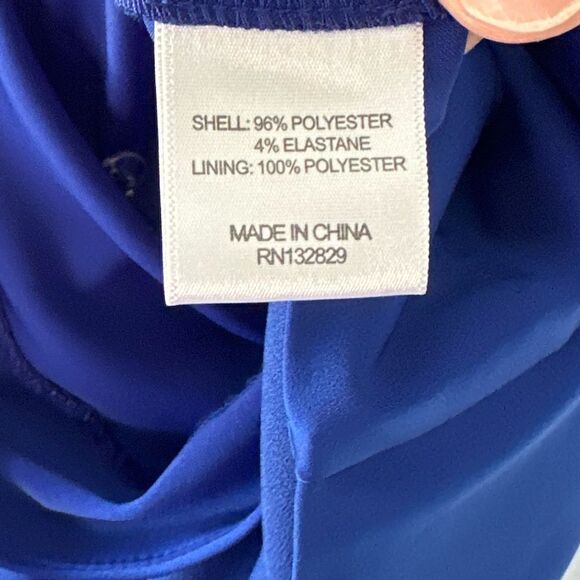 SHELL: 96% POLYESTER
4% ELASTANE
LINING: 100% POLYESTER
MADE IN CHINA
RN132829